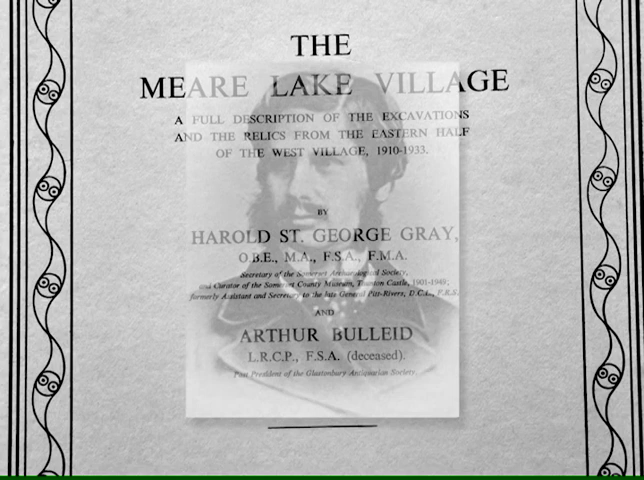 THE
MEARE LAKE VILLAGE
A FULL DESCRIPTION OF THE EXCAVATIONS
AND THE RELICS FROM THE EASTERN HALF
OF THE WEST VILLAGE, 1910-1933.
BY
HAROLD ST. GEORGE GRAY,
O.B.E., M.A., F.S.A., F.M.A.
Secretary of the Somerset Archæological Society,
and Curator of the Somerset County Museum, Taunton Castle, 1901-1949;
formerly Assistant and Secretary to the late General Pitt-Rivers, D.C.L., F.R.S.
AND
ARTHUR BULLEID
L.R.C.P., F.S.A. (deceased).
Past President of the Glastonbury Antiquarian Society.